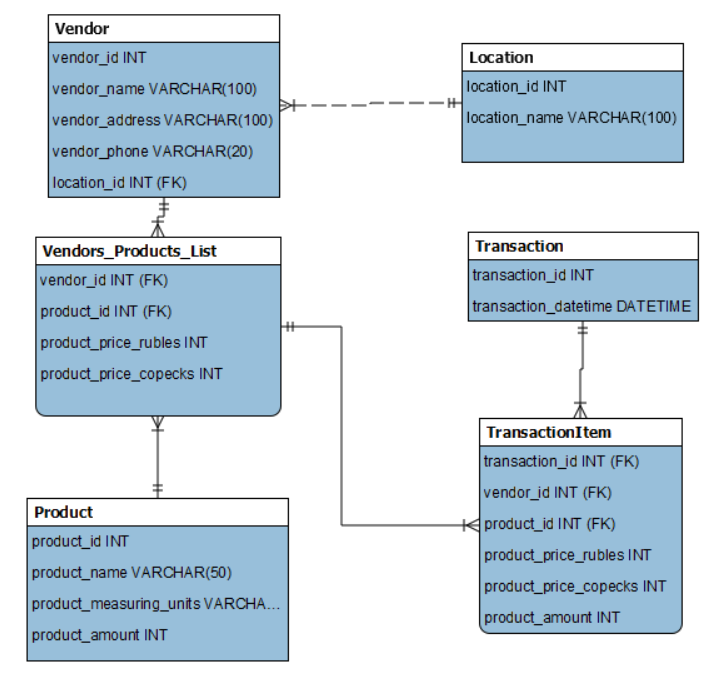 Vendor
vendor_id INT
vendor_name VARCHAR(100)
vendor_address VARCHAR(100)
vendor_phone VARCHAR(20)
location_id INT (FK)
Location
location_id INT
location_name VARCHAR(100)
Vendors_Products_List
vendor_id INT (FK)
product_id INT (FK)
product_price_rubles INT
product_price_copecks INT
Transaction
transaction_id INT
transaction_datetime DATETIME
TransactionItem
transaction_id INT (FK)
vendor_id INT (FK)
product_id INT (FK)
product_price_rubles INT
product_price_copecks INT
product_amount INT
Product
product_id INT
product_name VARCHAR(50)
product_measuring_units VARCHA...
product_amount INT